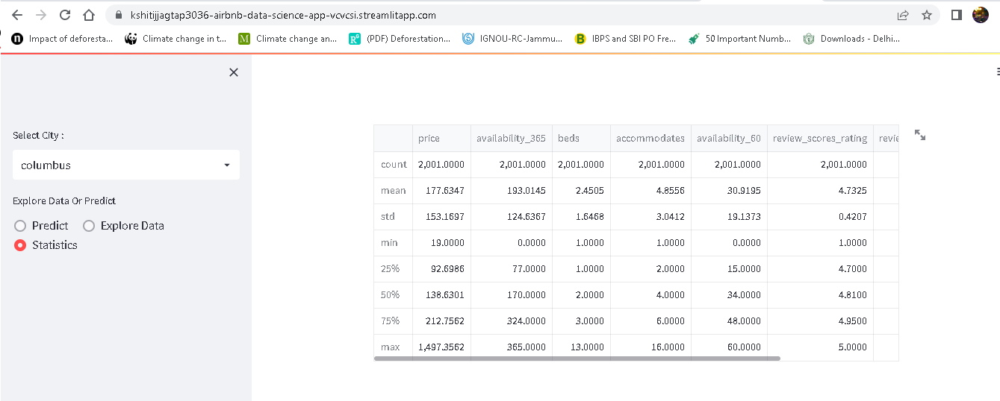 kshitijjagtap3036-airbnb-data-science-app-vcvcsi.streamlitapp.com
n Impact of deforesta... Climate change in t... M Climate change an... R (PDF) Deforestation... IGNOU-RC-Jammu... B IBPS and SBI PO Fre... 50 Important Numb... Downloads - Delhi...
Select City :
columbus
Explore Data Or Predict
Predict Explore Data
Statistics
price availability_365 beds accommodates availability_60 review_scores_rating revie
count 2,001.0000 2,001.0000 2,001.0000 2,001.0000 2,001.0000 2,001.0000
mean 177.6347 193.0145 2.4505 4.8556 30.9195 4.7325
std 153.1697 124.6367 1.6468 3.0412 19.1373 0.4207
min 19.0000 0.0000 1.0000 1.0000 0.0000 1.0000
25% 92.6986 77.0000 1.0000 2.0000 15.0000 4.7000
50% 138.6301 170.0000 2.0000 4.0000 34.0000 4.8100
75% 212.7562 324.0000 3.0000 6.0000 48.0000 4.9500
max 1,497.3562 365.0000 13.0000 16.0000 60.0000 5.0000